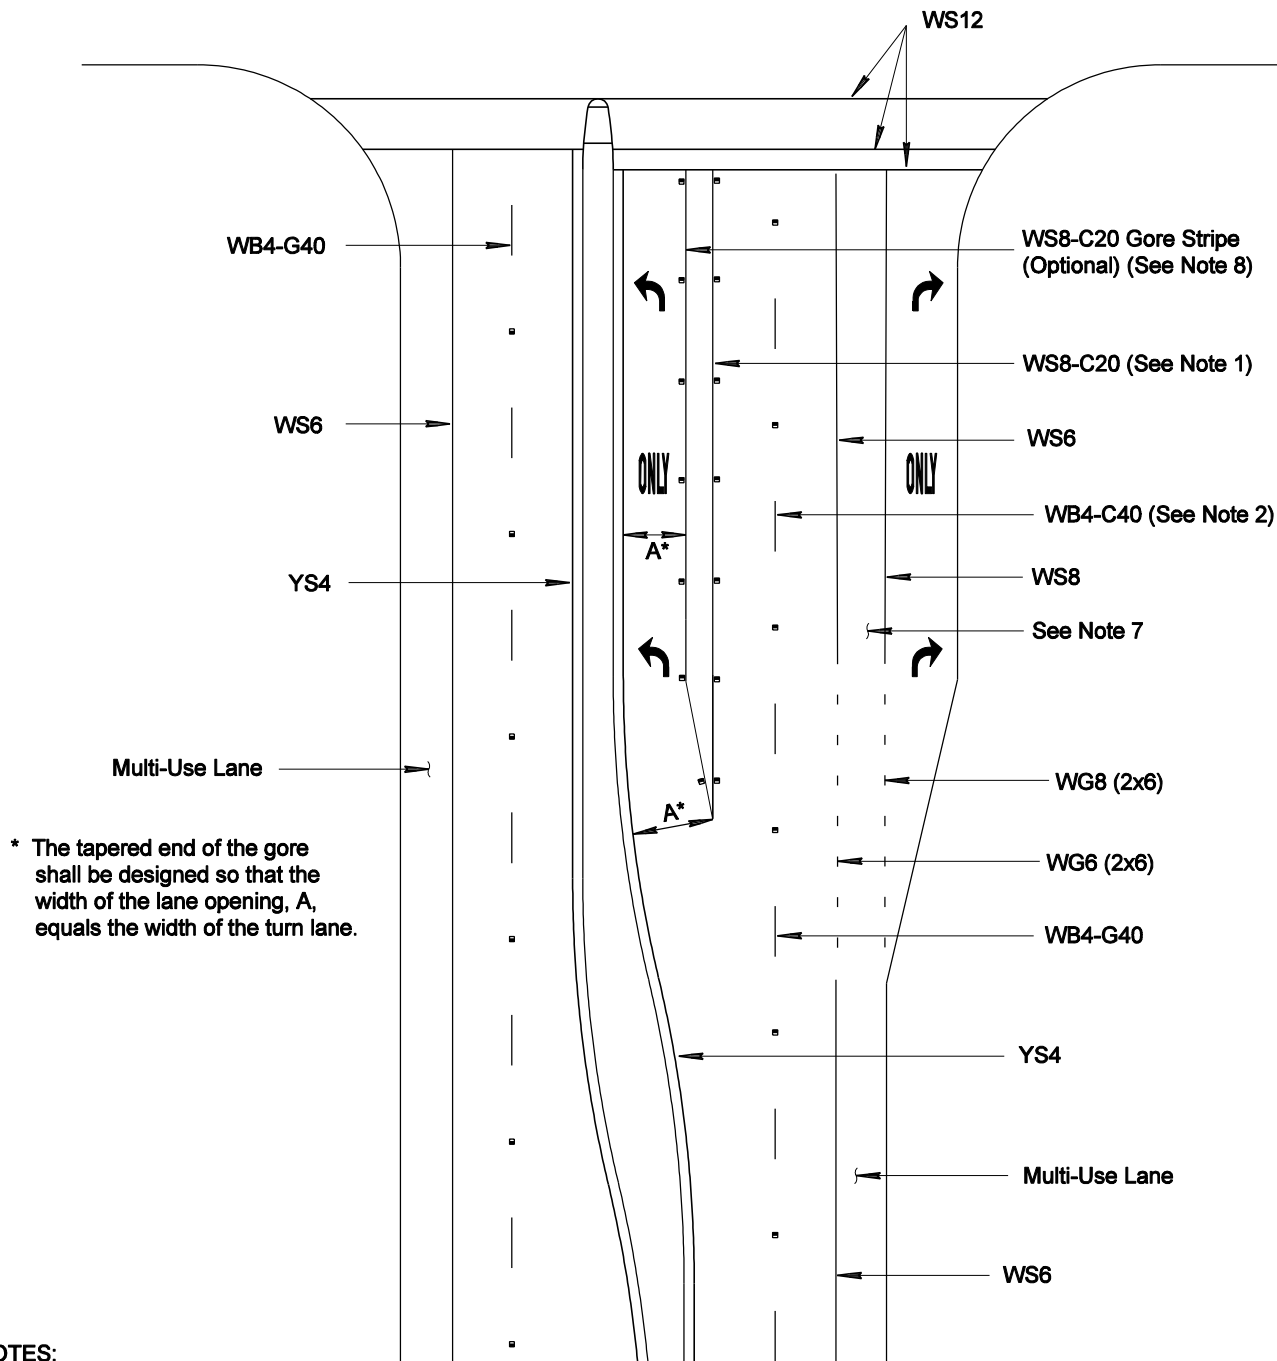 WS12
WB4-G40
WS8-C20 Gore Stripe
(Optional) (See Note 8)
WS8-C20 (See Note 1)
WS6
WS6
ONLY
ONLY
WB4-C40 (See Note 2)
A*
YS4
WS8
See Note 7
Multi-Use Lane
WG8 (2x6)
A*
* The tapered end of the gore
shall be designed so that the
width of the lane opening, A,
equals the width of the turn lane.
WG6 (2x6)
WB4-G40
YS4
Multi-Use Lane
WS6
OTES: